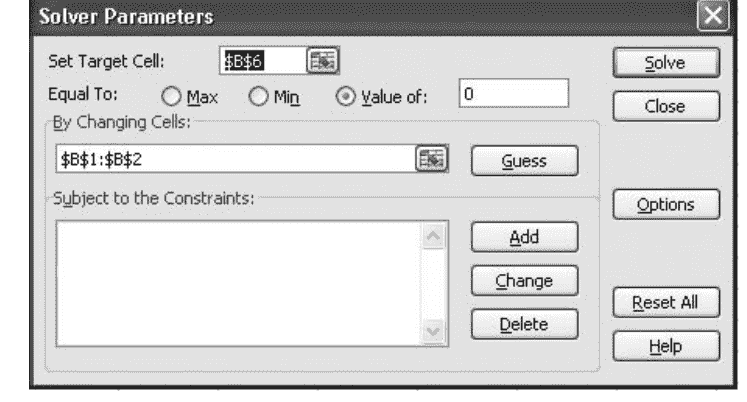 Solver Parameters
Set Target Cell: $B$6
Solve
Equal To: Max Min Value of: 0
Close
By Changing Cells:
$B$1:$B$2
Guess
Subject to the Constraints:
Options
Add
Change
Reset All
Delete
Help